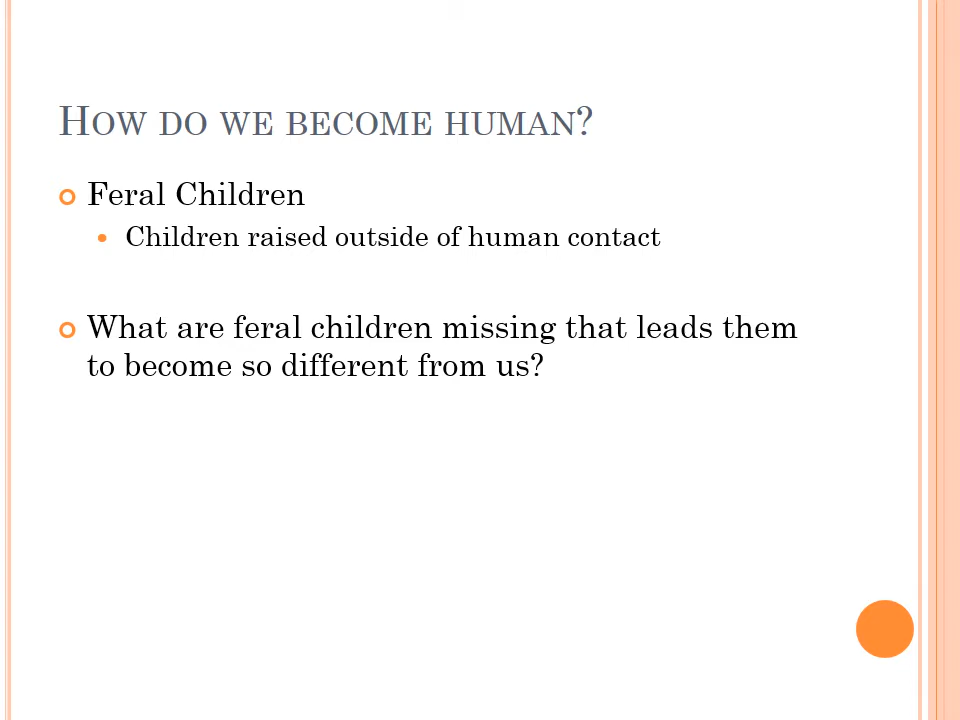 How do we become human?
Feral Children
Children raised outside of human contact
What are feral children missing that leads them
to become so different from us?